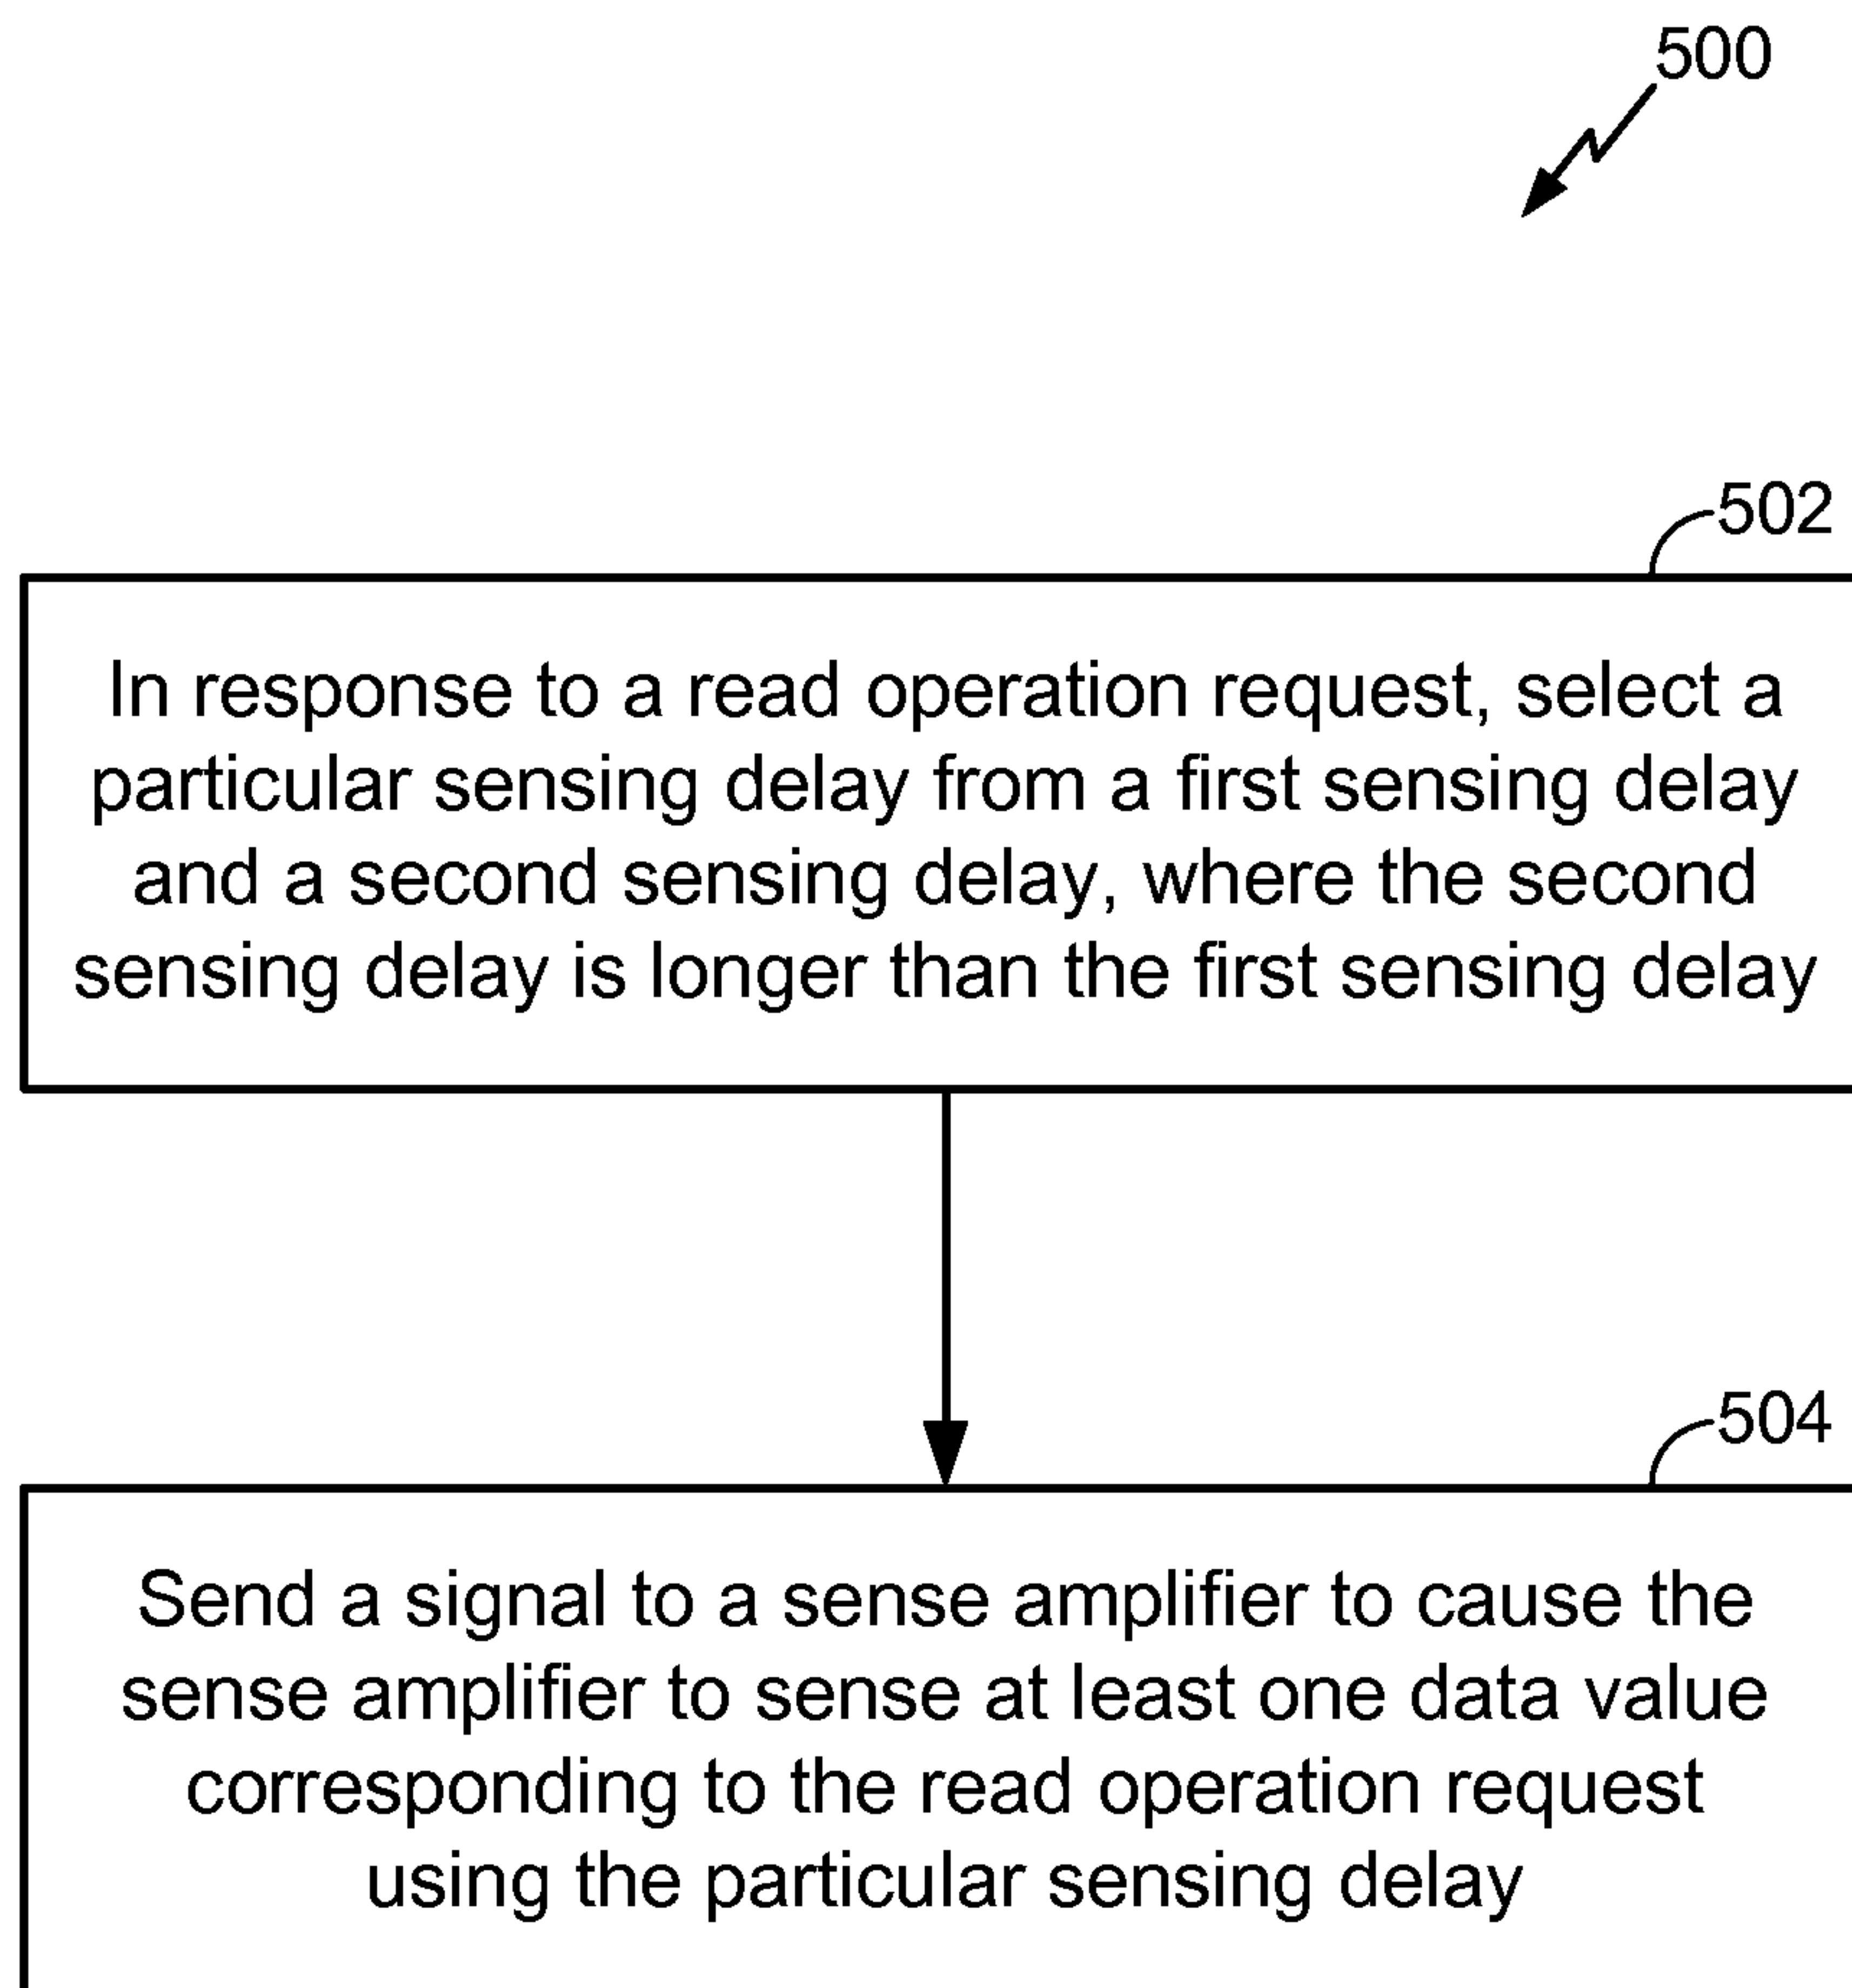 500
502
In response to a read operation request, select a
particular sensing delay from a first sensing delay
and a second sensing delay, where the second
sensing delay is longer than the first sensing delay
504
Send a signal to a sense amplifier to cause the
sense amplifier to sense at least one data value
corresponding to the read operation request
using the particular sensing delay